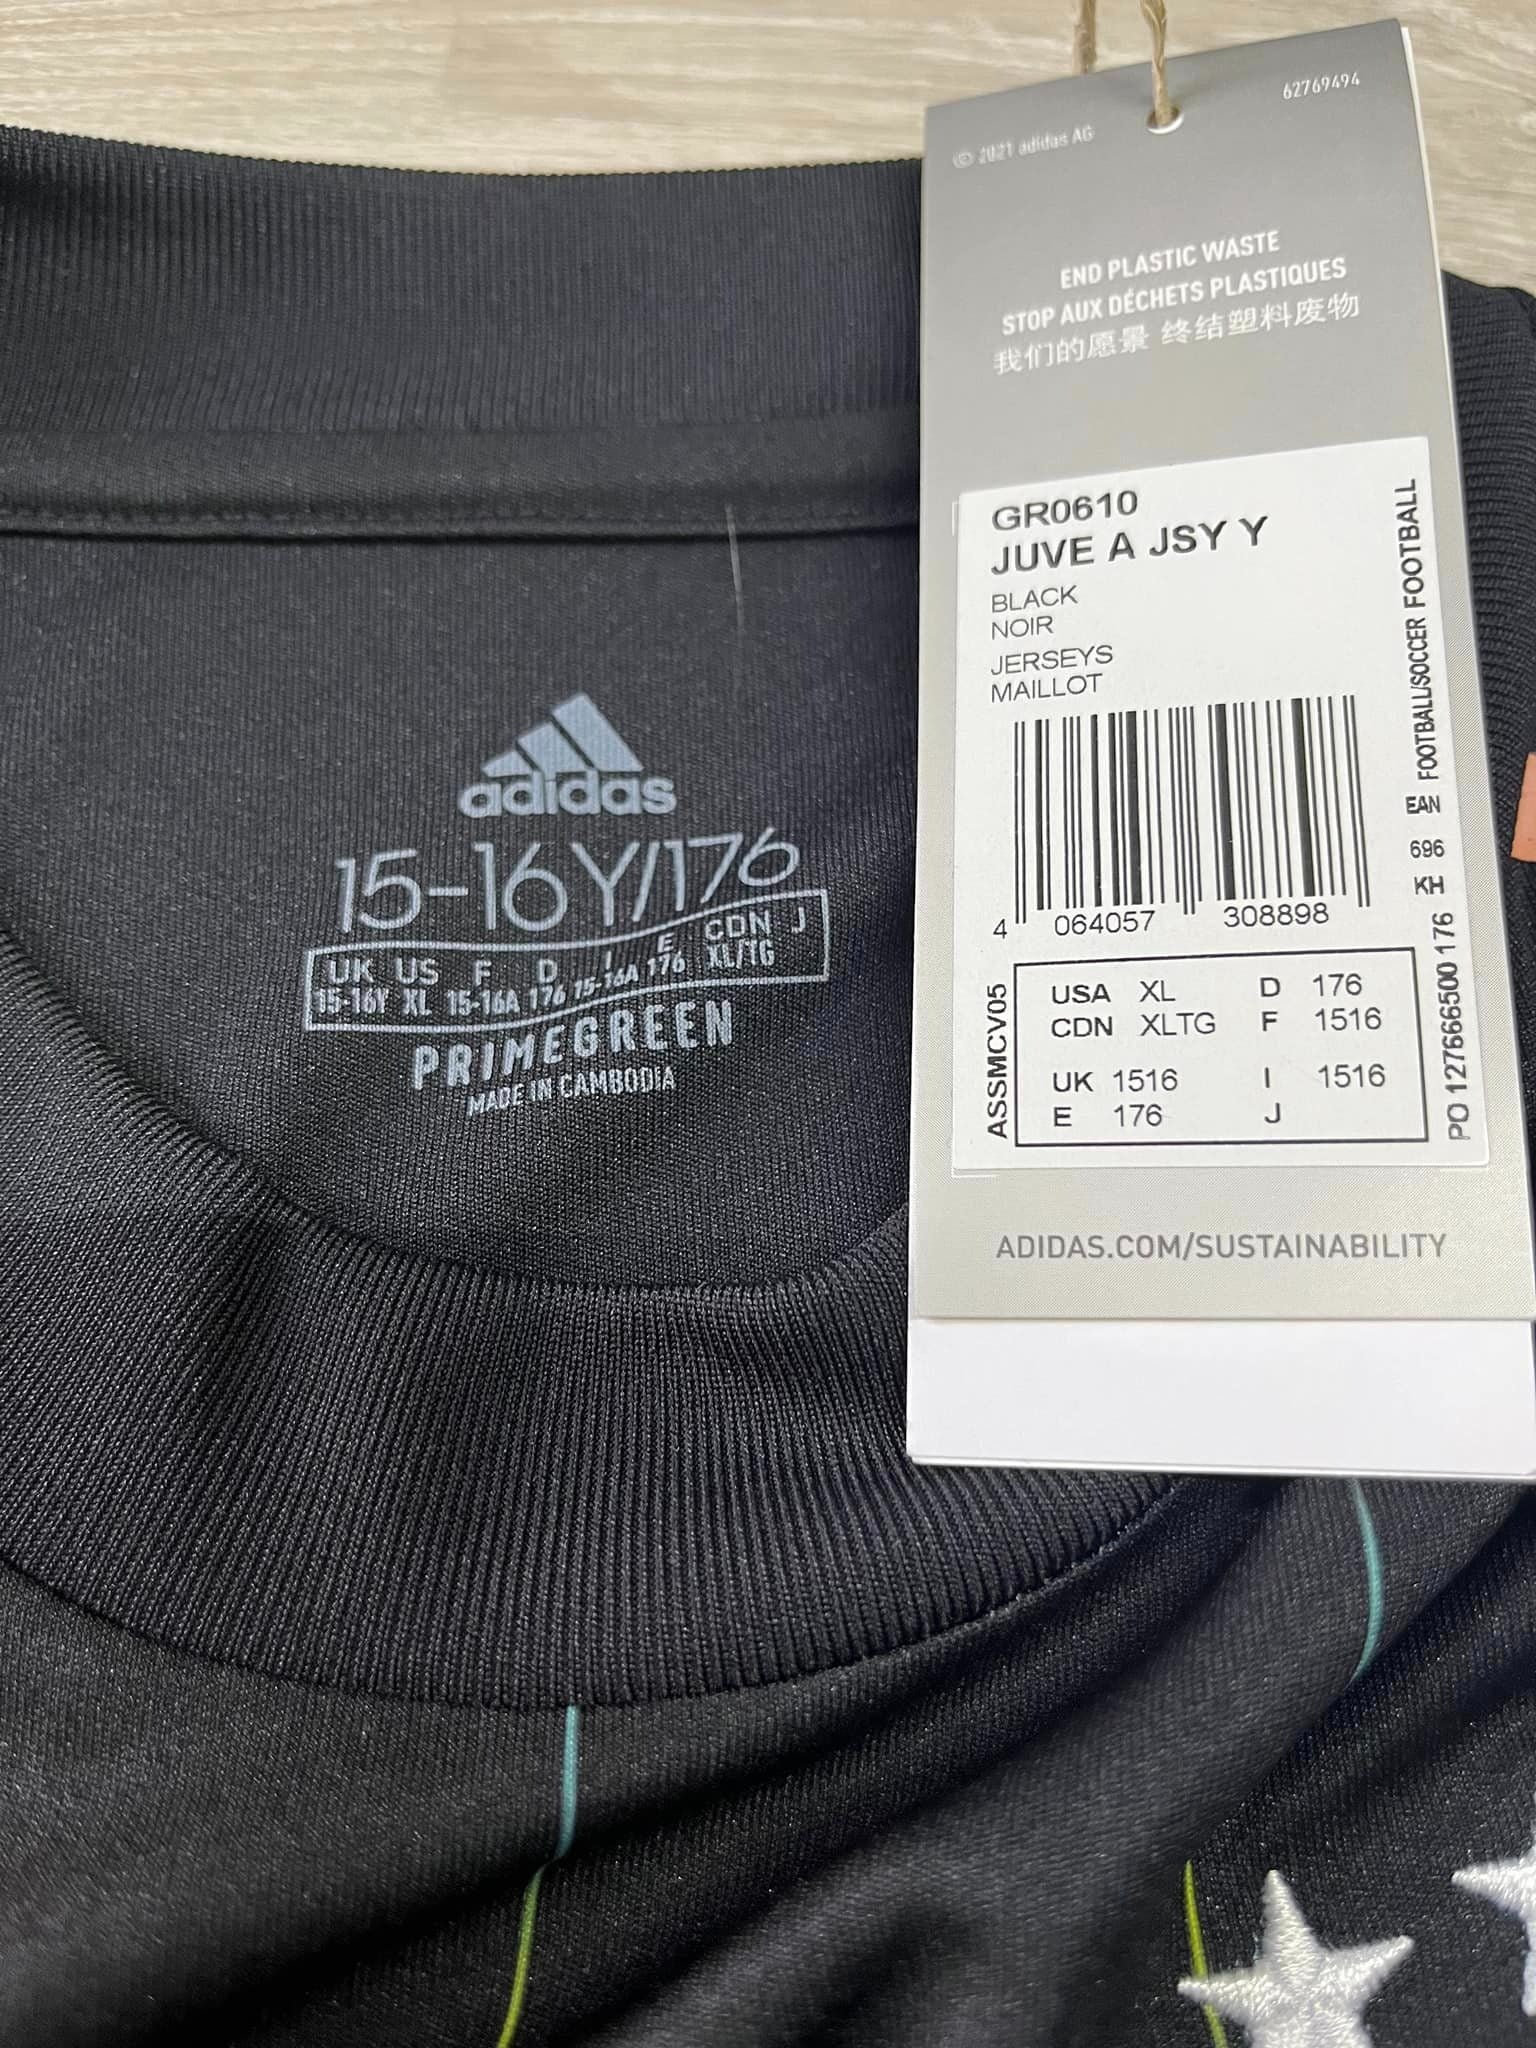 62769494
© 2021 adidas AG
END PLASTIC WASTE
STOP AUX DÉCHETS PLASTIQUES
我们的愿景 终结塑料废物
GR0610
JUVE A JSY Y
BLACK
NOIR
JERSEYS
MAILLOT
4 064057 308898
FOOTBALL/SOCCER FOOTBALL
EAN
696
KH
PO 127666500 176
ASSMCV05
USA XL D 176
CDN XLTG F 1516
UK 1516 I 1516
E 176 J
ADIDAS.COM/SUSTAINABILITY
adidas
15-16Y/176
UK US F D I E CDN J
15-16Y XL 15-16A 176 15-16A 176 XL/TG
PRIMEGREEN
MADE IN CAMBODIA